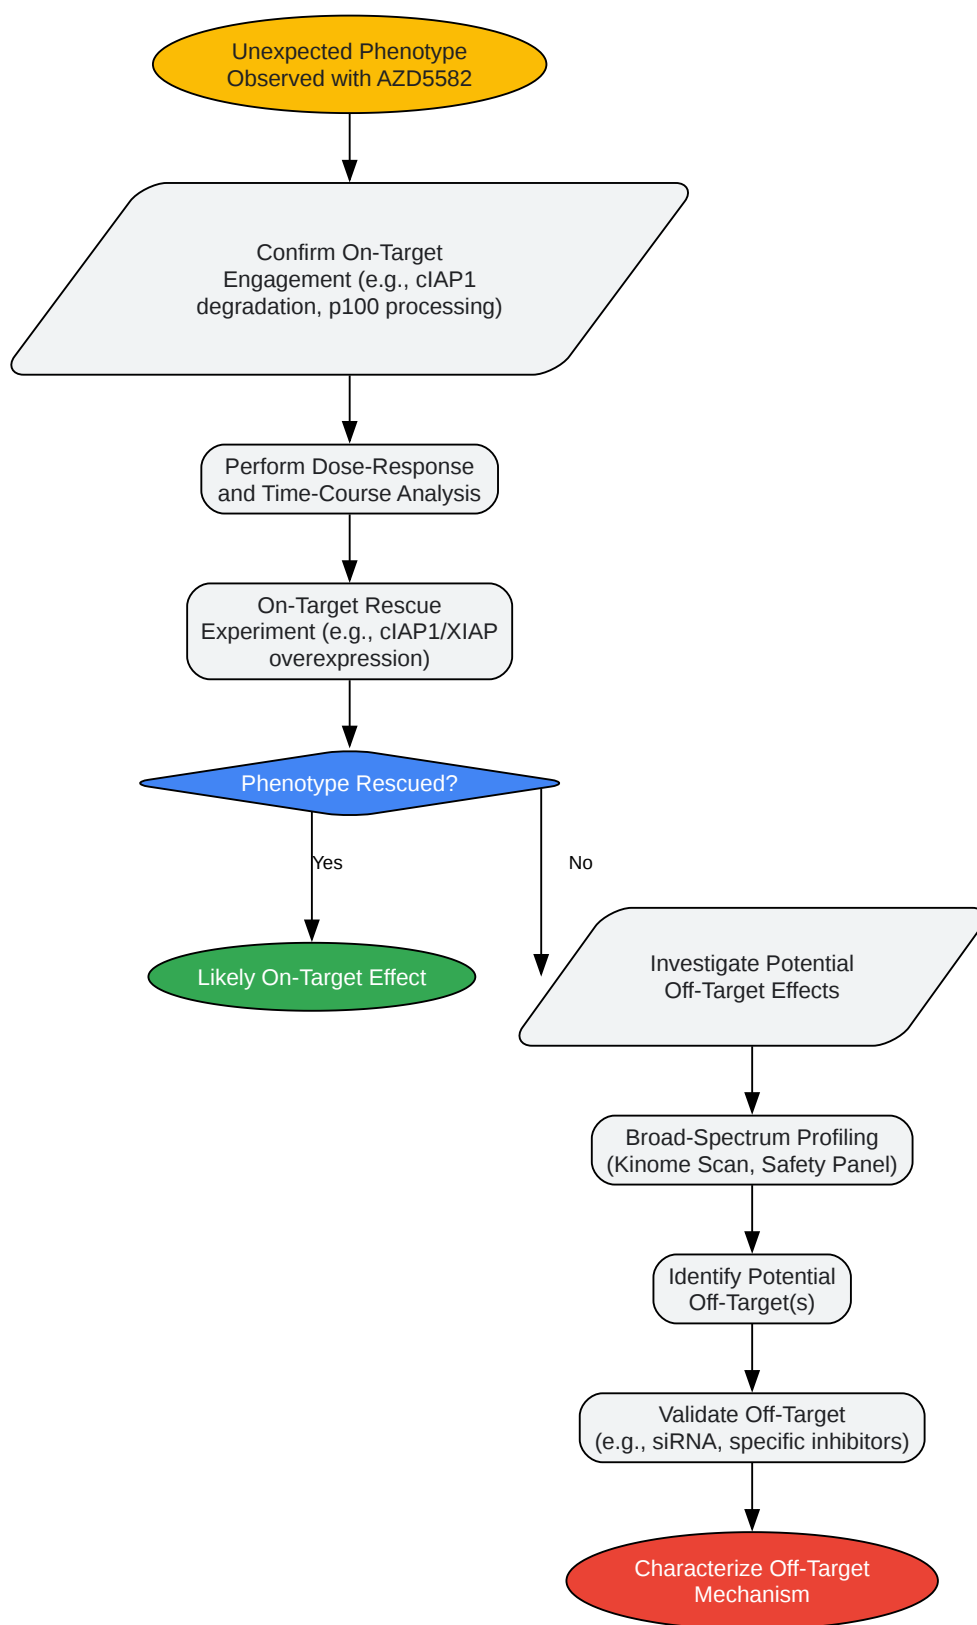 Unexpected Phenotype
Observed with AZD5582
Confirm On-Target
Engagement (e.g., cIAP1
degradation, p100 processing)
Perform Dose-Response
and Time-Course Analysis
On-Target Rescue
Experiment (e.g., cIAP1/XIAP
overexpression)
Phenotype Rescued?
Yes
No
Likely On-Target Effect
Investigate Potential
Off-Target Effects
Broad-Spectrum Profiling
(Kinome Scan, Safety Panel)
Identify Potential
Off-Target(s)
Validate Off-Target
(e.g., siRNA, specific inhibitors)
Characterize Off-Target
Mechanism